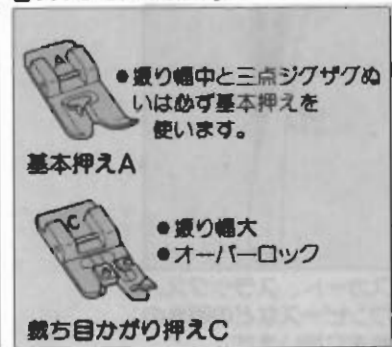 A
●振り幅中と三点ジグザグぬ
いは必ず基本押えを
使います。
基本押えA
C
●振り幅大
●オーバーロック
裁ち目かがり押えC